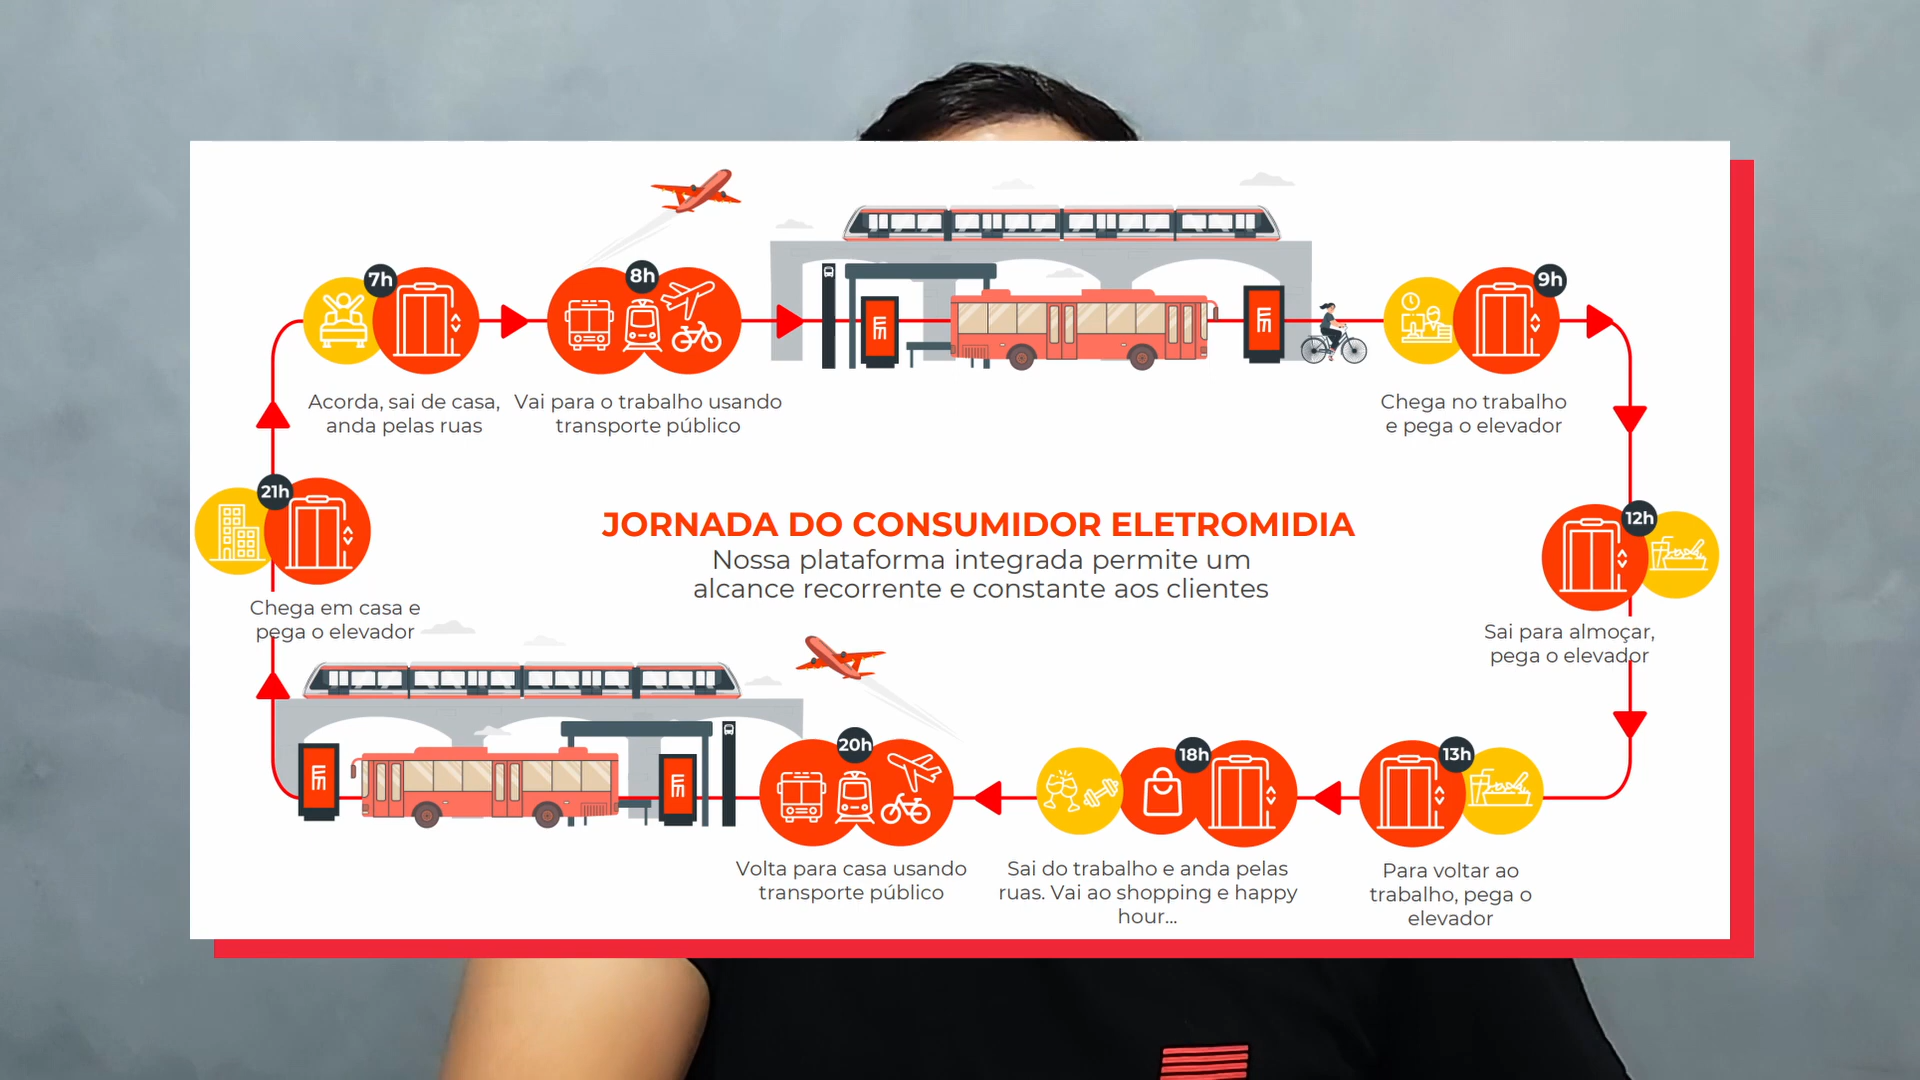 7h
Acorda, sai de casa,
anda pelas ruas
8h
Vai para o trabalho usando
transporte público
9h
Chega no trabalho
e pega o elevador
12h
Sai para almoçar,
pega o elevador
JORNADA DO CONSUMIDOR ELETROMIDIA
Nossa plataforma integrada permite um
alcance recorrente e constante aos clientes
13h
Para voltar ao
trabalho, pega o
elevador
18h
Sai do trabalho e anda pelas
ruas. Vai ao shopping e happy
hour...
20h
Volta para casa usando
transporte público
21h
Chega em casa e
pega o elevador